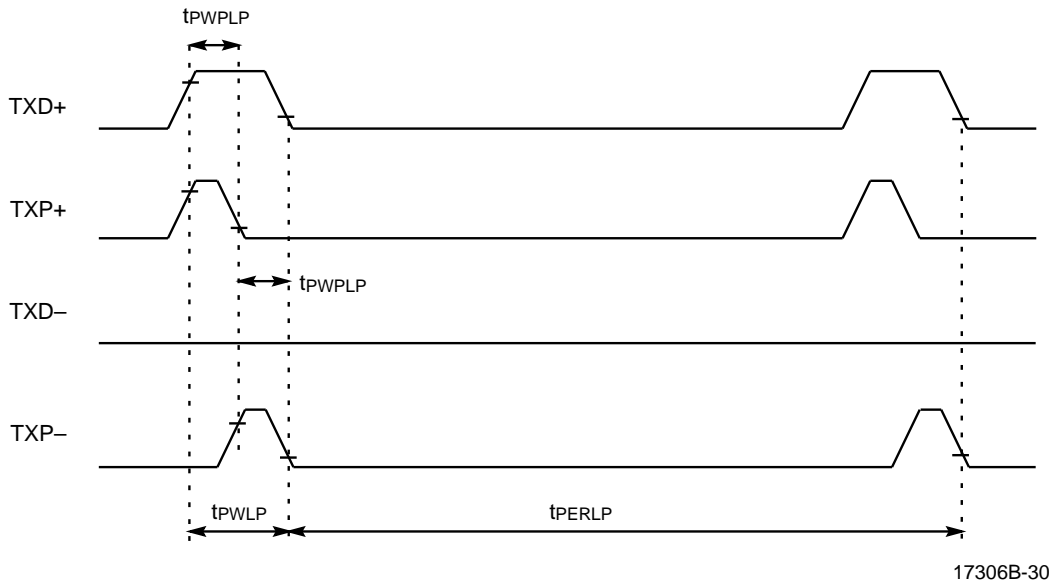 tPWPLP
TXD+
TXP+
tPWPLP
TXD–
TXP–
tPWLP
tPERLP
17306B-30